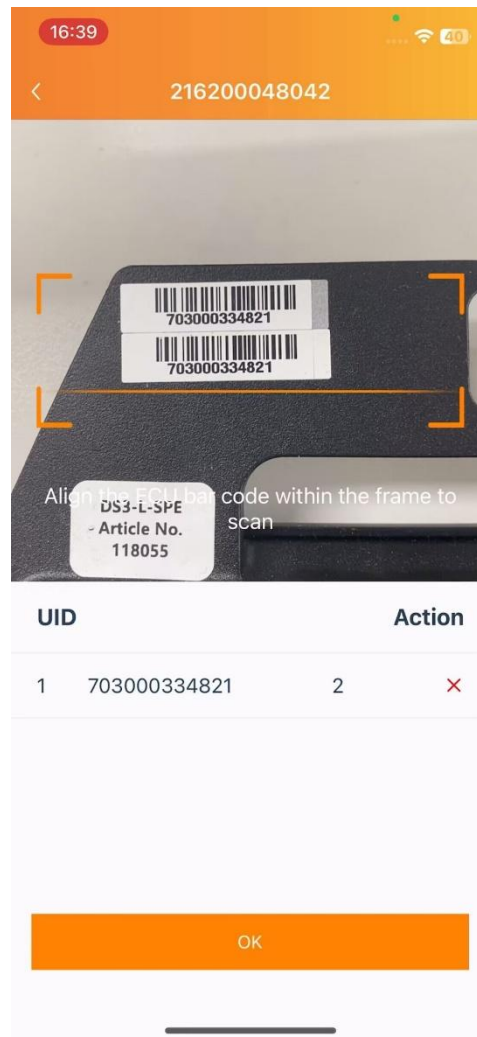 16:39
40
216200048042
703000334821
703000334821
Align the ECU bar code within the frame to
scan
DS3-L-SPE
Article No.
118055
UID Action
1 703000334821 2 ×
OK